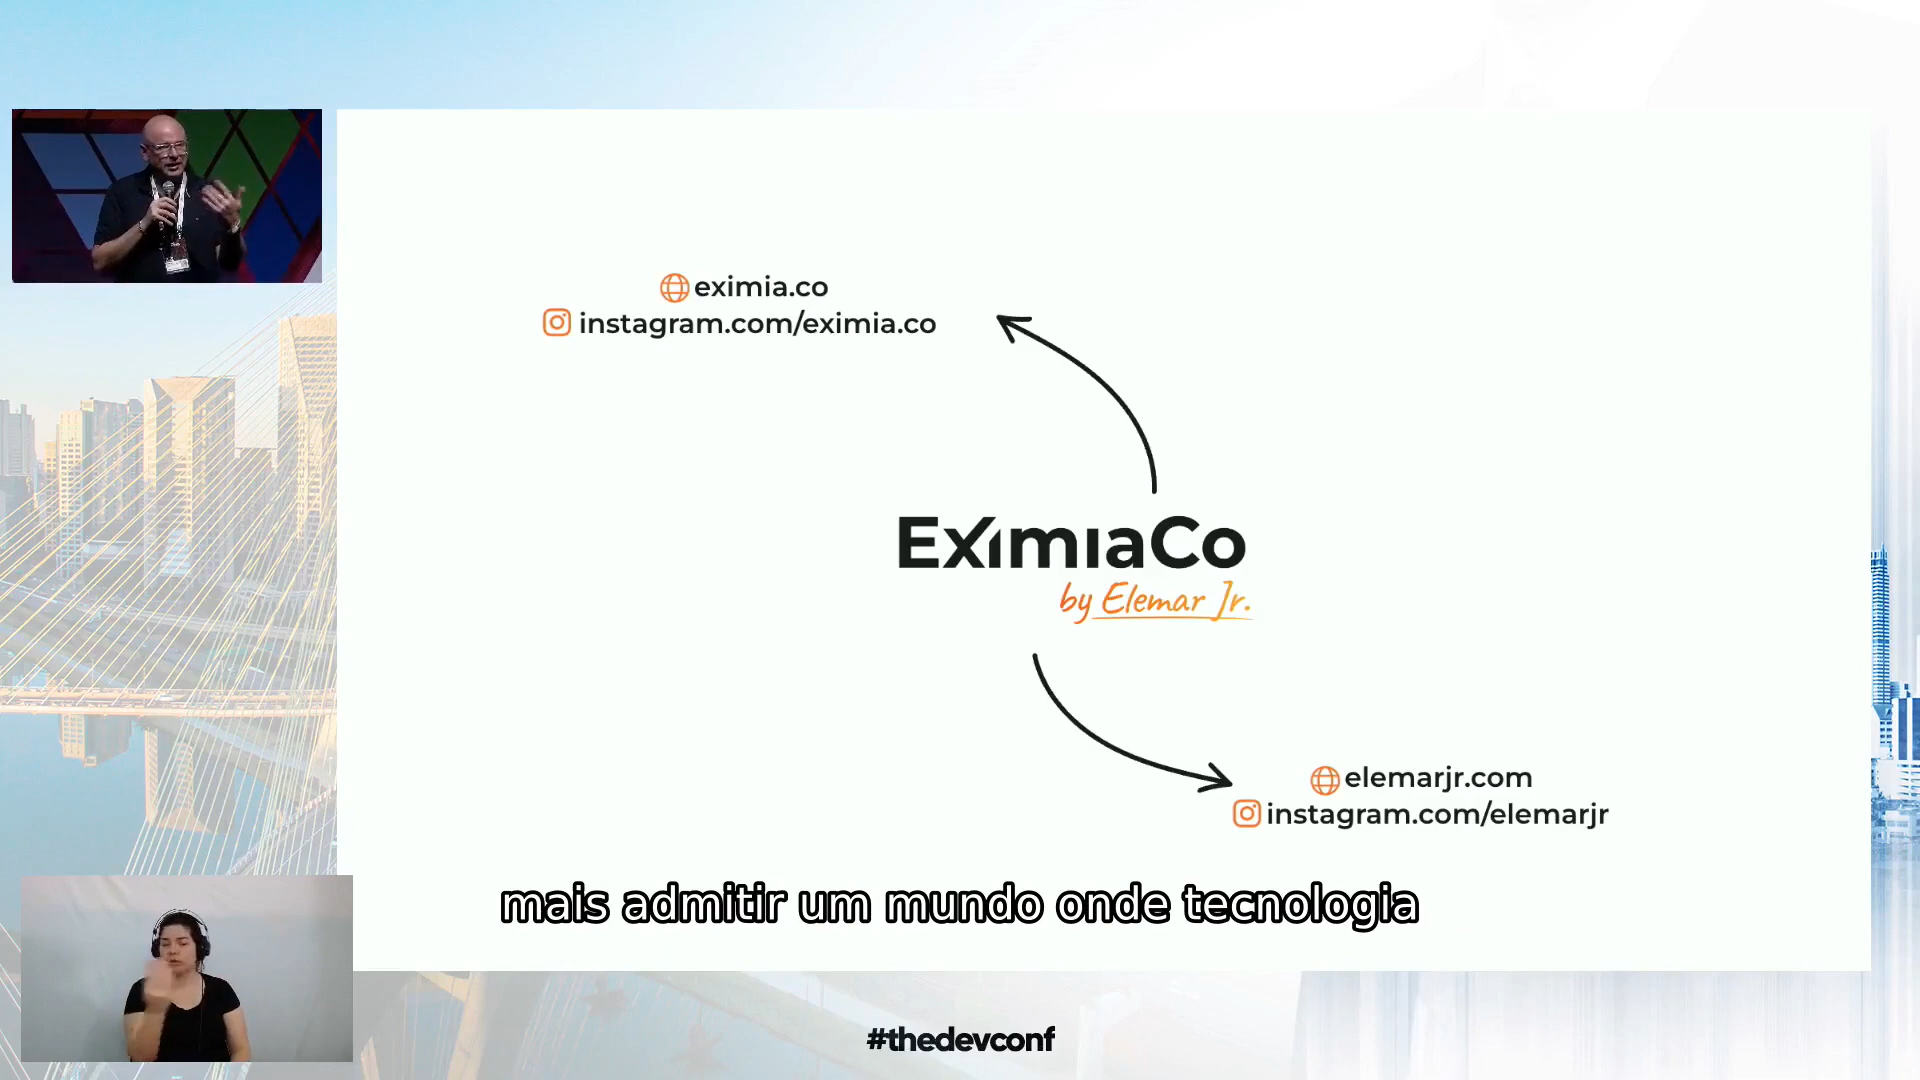 eximia.co
instagram.com/eximia.co
ExímıaCo
by Elemar Jr.
elemarjr.com
instagram.com/elemarjr
mais admitir um mundo onde tecnologia
#thedevconf